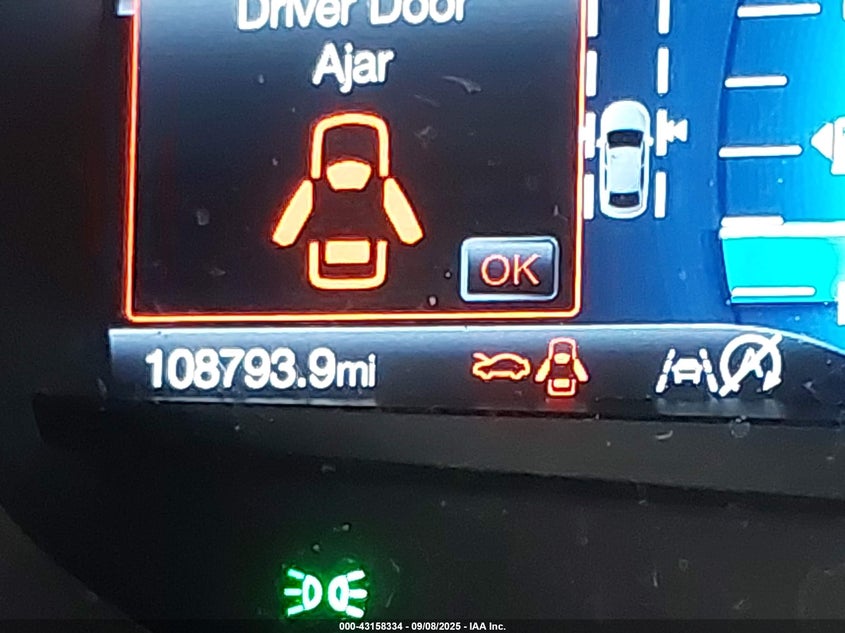 Driver Door
Ajar
OK
108793.9mi
000-43158334 - 09/08/2025 - IAA Inc.